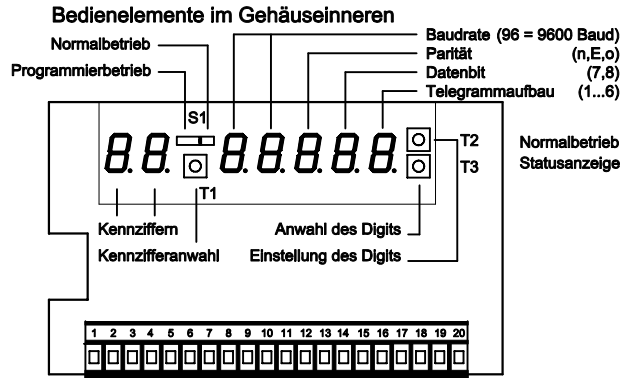 Bedienelemente im Gehäuseinneren
Normalbetrieb
Programmierbetrieb
Baudrate (96 = 9600 Baud)
Parität (n,E,o)
Datenbit (7,8)
Telegrammaufbau (1...6)
S1
8.8. 8.8.8.8.8.
T2
T3
T1
Normalbetrieb
Statusanzeige
Kennziffern
Anwahl des Digits
Kennzifferanwahl
Einstellung des Digits
1 2 3 4 5 6 7 8 9 10 11 12 13 14 15 16 17 18 19 20